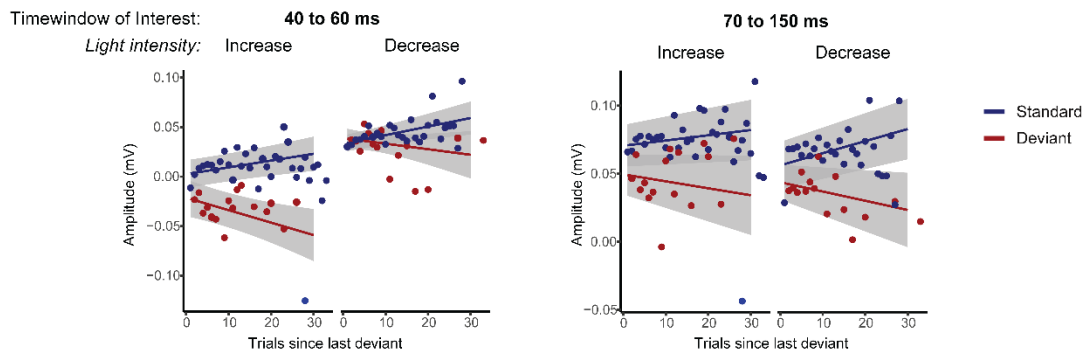 Timewindow of Interest: 40 to 60 ms 70 to 150 ms
Light intensity: Increase Decrease Increase Decrease
Amplitude (mV)
0.10
0.05
0.00
−0.05
−0.10
0 10 20 30 0 10 20 30
Trials since last deviant
Amplitude (mV)
0.10
0.05
0.00
−0.05
0 10 20 30 0 10 20 30
Trials since last deviant
Standard
Deviant